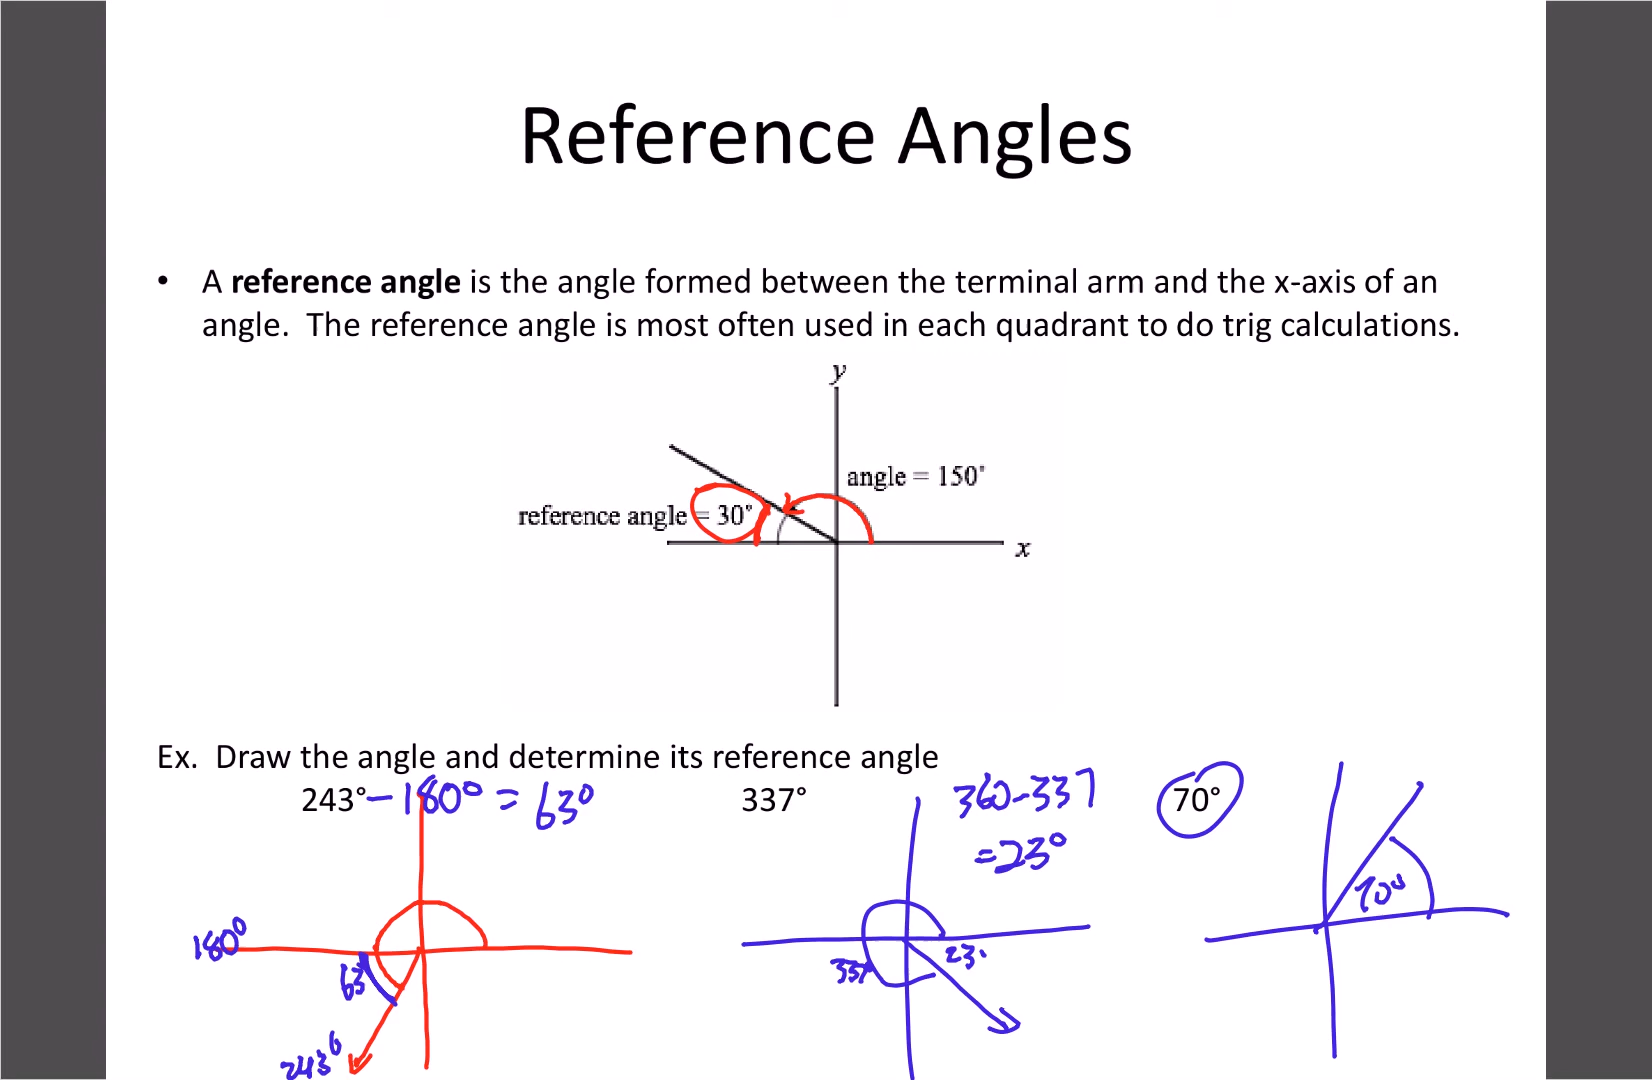 Reference Angles
• A reference angle is the angle formed between the terminal arm and the x-axis of an
angle. The reference angle is most often used in each quadrant to do trig calculations.
y
angle = 150°
reference angle = 30°
x
Ex. Draw the angle and determine its reference angle
243° - 180° = 63°
337°
360 - 337
= 23°
70°
180°
63°
243°
337
23°
70°